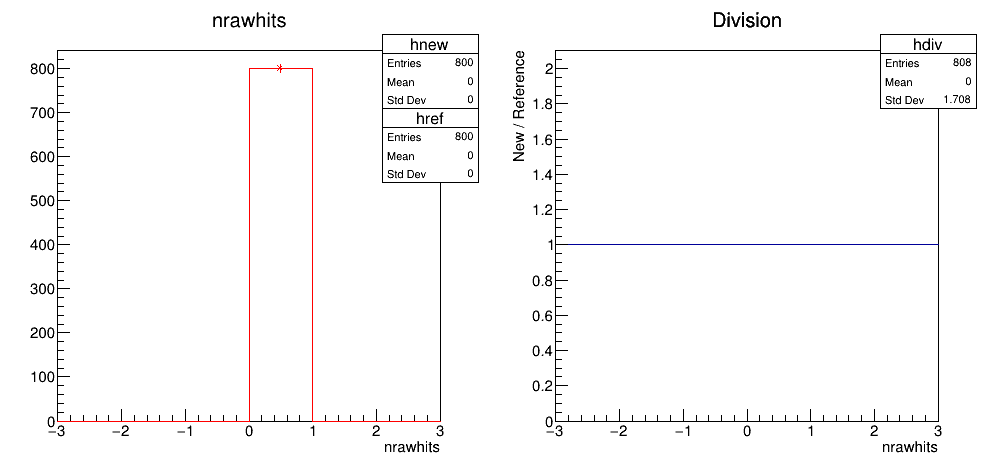 nrawhits
hnew
Entries 800
Mean 0
Std Dev 0
href
Entries 800
Mean 0
Std Dev 0
800
700
600
500
400
300
200
100
0
−3 −2 −1 0 1 2 3
nrawhits
Division
hdiv
Entries 808
Mean 0
Std Dev 1.708
New / Reference
2
1.8
1.6
1.4
1.2
1
0.8
0.6
0.4
0.2
0
−3 −2 −1 0 1 2 3
nrawhits